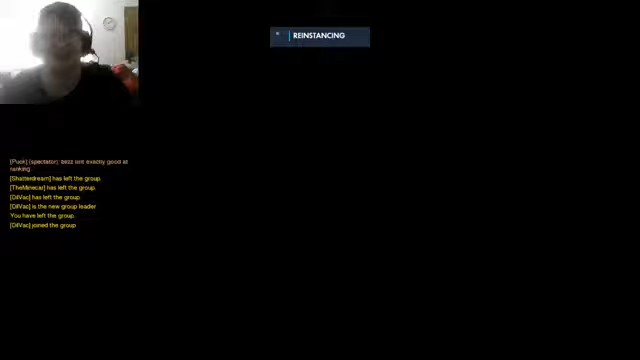 REINSTANCING
[Puck] (spectator): blizz isnt exactly good at
ranking
[Shatterdream] has left the group.
[TheMinecar] has left the group.
[DilVac] has left the group.
[DilVac] is the new group leader
You have left the group.
[DilVac] joined the group